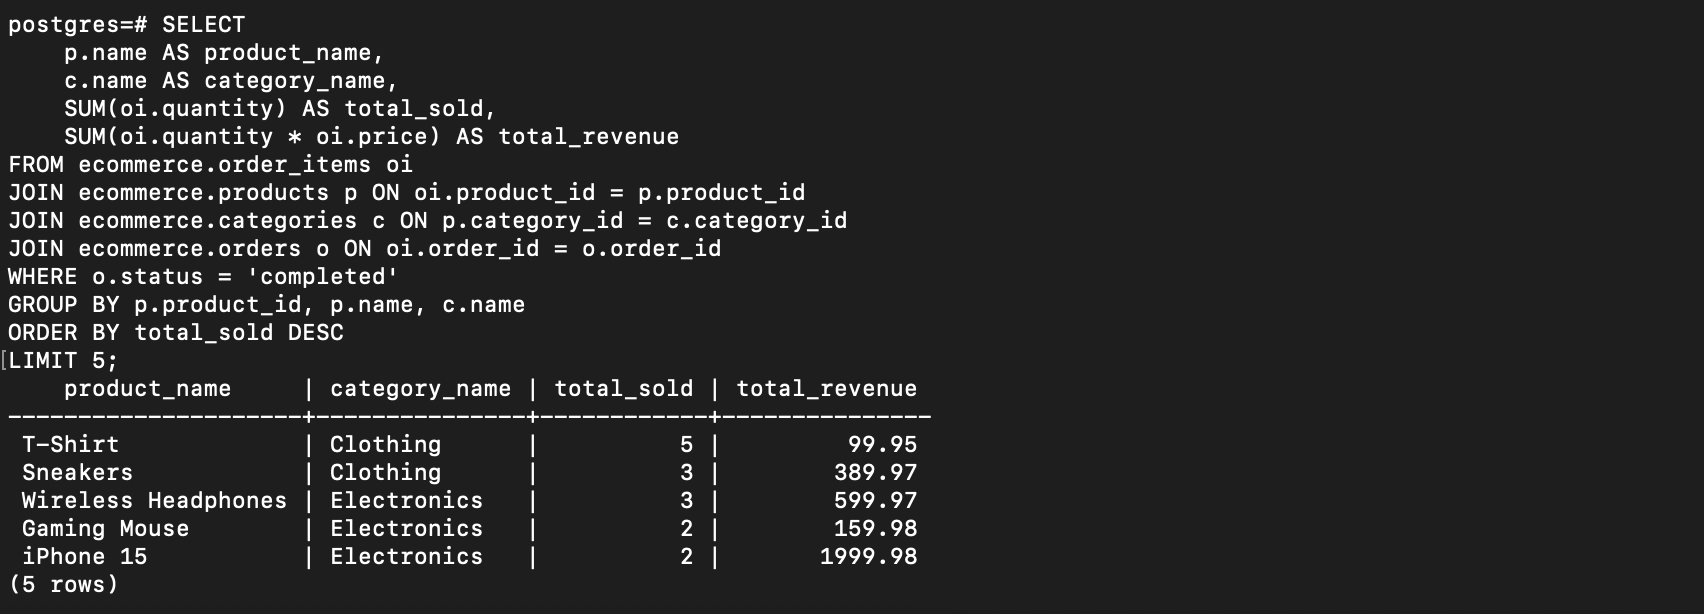 postgres=# SELECT
    p.name AS product_name,
    c.name AS category_name,
    SUM(oi.quantity) AS total_sold,
    SUM(oi.quantity * oi.price) AS total_revenue
FROM ecommerce.order_items oi
JOIN ecommerce.products p ON oi.product_id = p.product_id
JOIN ecommerce.categories c ON p.category_id = c.category_id
JOIN ecommerce.orders o ON oi.order_id = o.order_id
WHERE o.status = 'completed'
GROUP BY p.product_id, p.name, c.name
ORDER BY total_sold DESC
[LIMIT 5;
    product_name     | category_name | total_sold | total_revenue
---------------------+---------------+------------+---------------
 T-Shirt             | Clothing      |          5 |         99.95
 Sneakers            | Clothing      |          3 |        389.97
 Wireless Headphones | Electronics   |          3 |        599.97
 Gaming Mouse        | Electronics   |          2 |        159.98
 iPhone 15           | Electronics   |          2 |       1999.98
(5 rows)